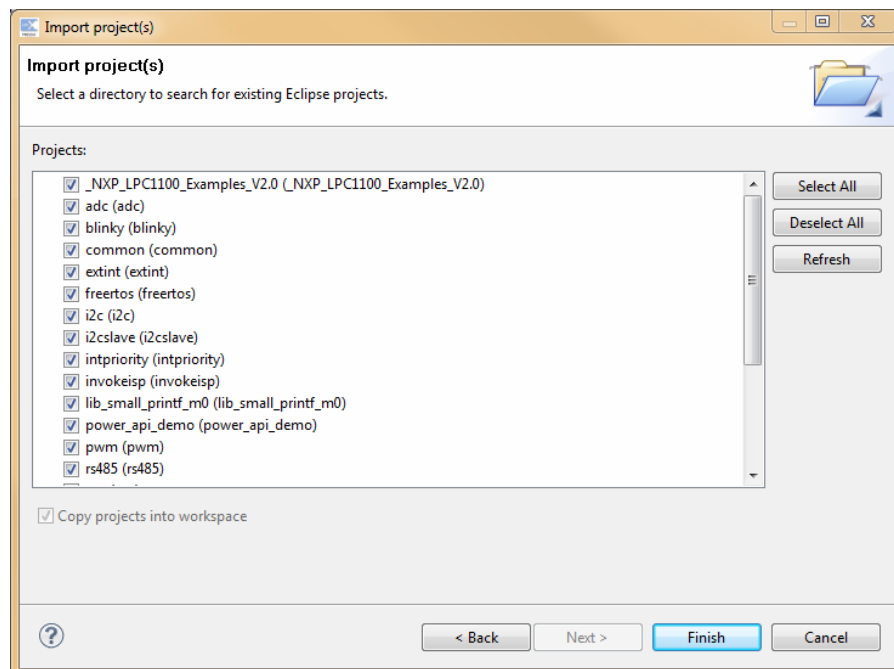 Import project(s)
Import project(s)
Select a directory to search for existing Eclipse projects.
Projects:
_NXP_LPC1100_Examples_V2.0 (_NXP_LPC1100_Examples_V2.0)
adc (adc)
blinky (blinky)
common (common)
extint (extint)
freertos (freertos)
i2c (i2c)
i2cslave (i2cslave)
intpriority (intpriority)
invokeisp (invokeisp)
lib_small_printf_m0 (lib_small_printf_m0)
power_api_demo (power_api_demo)
pwm (pwm)
rs485 (rs485)
Select All
Deselect All
Refresh
Copy projects into workspace
?
< Back
Next >
Finish
Cancel